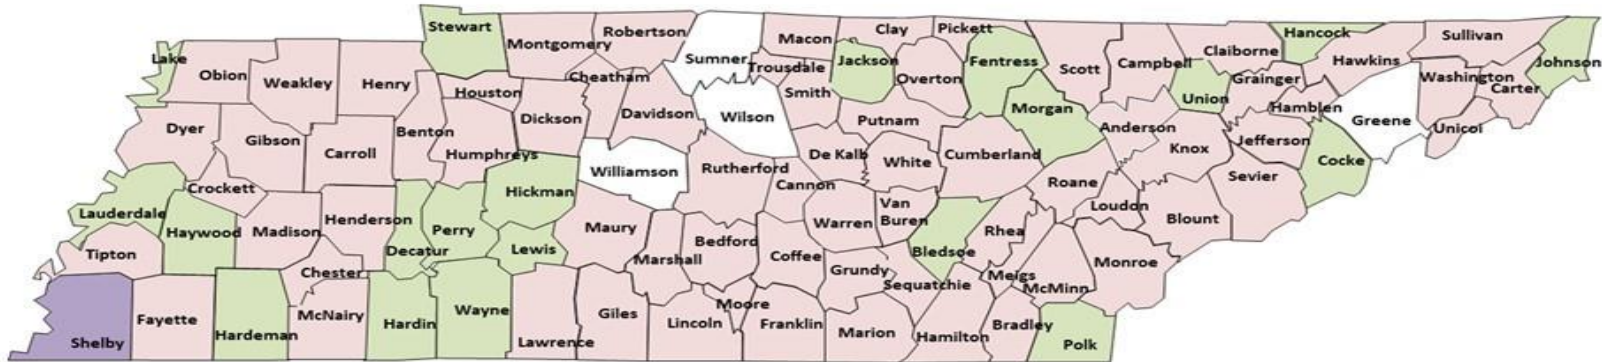 Stewart
Robertson
Montgomery
Sumner
Macon
Clay
Pickett
Hancock
Sullivan
Lake
Obion
Weakley
Henry
Houston
Cheatham
Trousdale
Jackson
Overton
Fentress
Scott
Campbell
Claiborne
Hawkins
Johnson
Washington
Carter
Grainger
Union
Smith
Morgan
Hamblen
Dyer
Gibson
Carroll
Benton
Humphreys
Dickson
Davidson
Wilson
Putnam
Anderson
Knox
Jefferson
Greene
Unicoi
Crockett
Williamson
Rutherford
De Kalb
White
Cumberland
Cocke
Sevier
Roane
Hickman
Cannon
Lauderdale
Haywood
Madison
Henderson
Decatur
Perry
Lewis
Maury
Warren
Van
Buren
Loudon
Blount
Rhea
Tipton
Marshall
Bedford
Coffee
Grundy
Bledsoe
Sequatchie
Meigs
McMinn
Monroe
Chester
Shelby
Fayette
Hardeman
McNairy
Hardin
Wayne
Lawrence
Giles
Lincoln
Moore
Franklin
Marion
Hamilton
Bradley
Polk